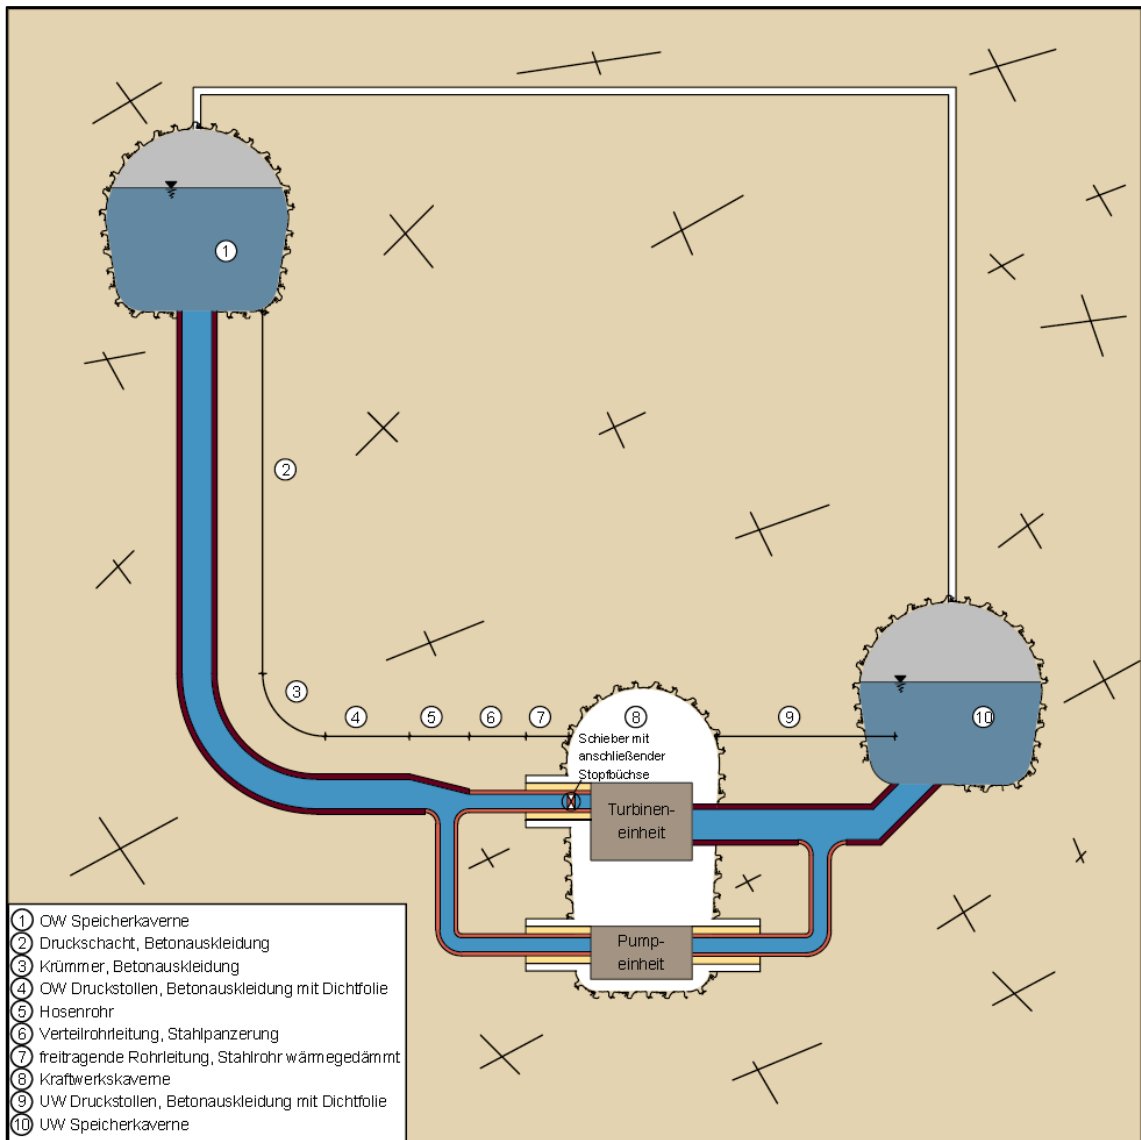 1
2
3
4
5
6
7
8
9
10
Schieber mit
anschließender
Stopfbüchse
Turbinen-
einheit
Pump-
einheit
1 OW Speicherkaverne
2 Druckschacht, Betonauskleidung
3 Krümmer, Betonauskleidung
4 OW Druckstollen, Betonauskleidung mit Dichtfolie
5 Hosenrohr
6 Verteilrohrleitung, Stahlpanzerung
7 freitragende Rohrleitung, Stahlrohr wärmegedämmt
8 Kraftwerkskaverne
9 UW Druckstollen, Betonauskleidung mit Dichtfolie
10 UW Speicherkaverne